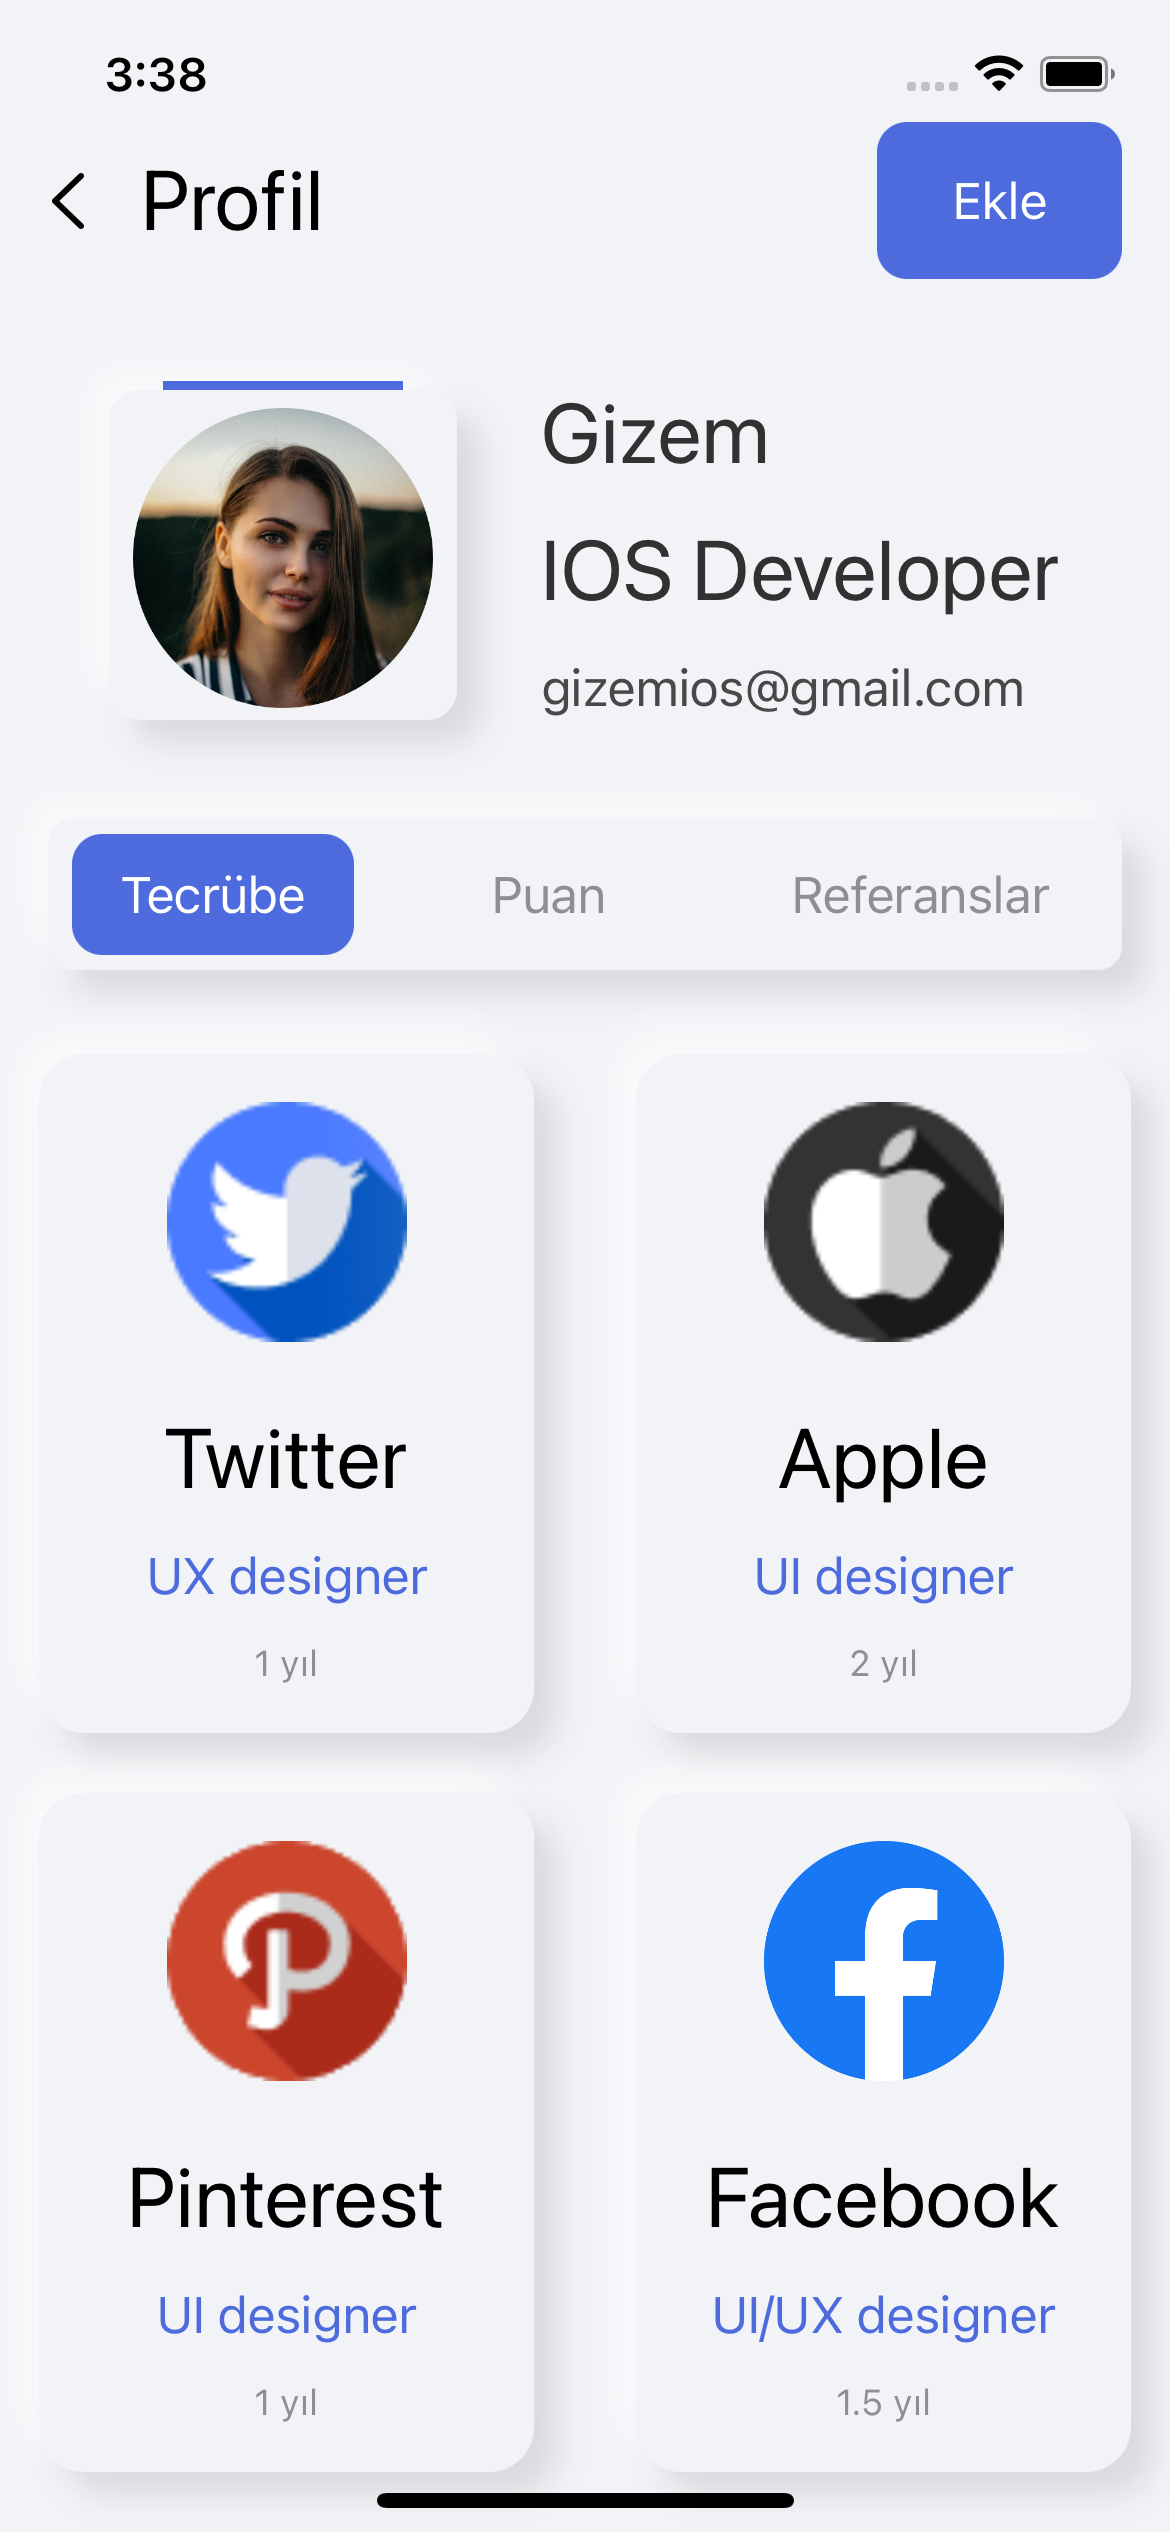 3:38
Profil
Ekle
Gizem
IOS Developer
gizemios@gmail.com
Tecrübe
Puan
Referanslar
Twitter
UX designer
1 yıl
Apple
UI designer
2 yıl
Pinterest
UI designer
1 yıl
Facebook
UI/UX designer
1.5 yıl